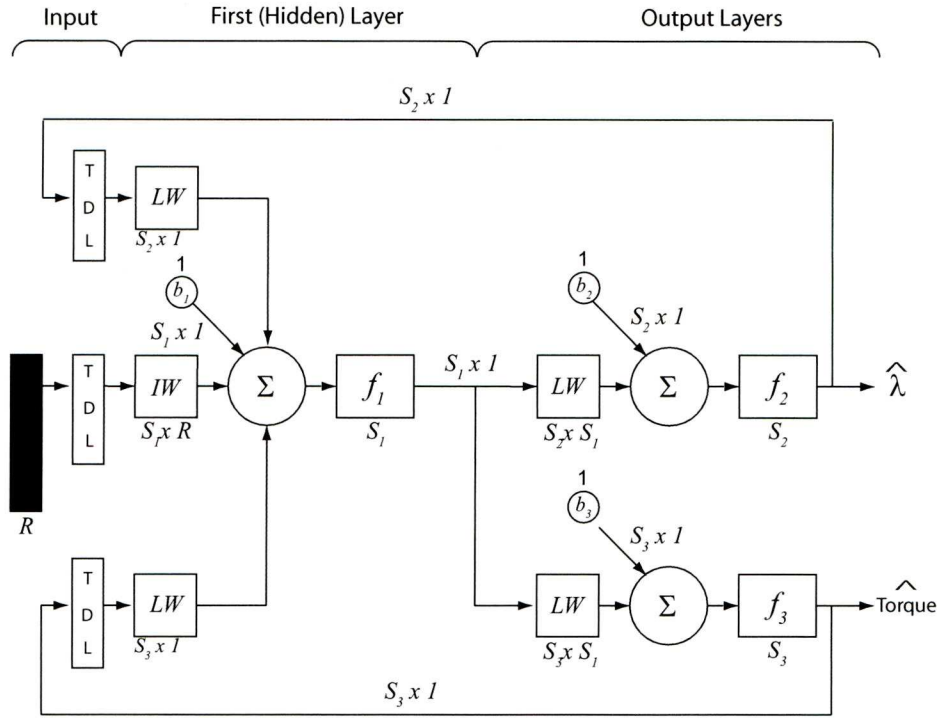 Input
First (Hidden) Layer
Output Layers
S₂ x 1
T
D
L
LW
S₂ x 1
1
b₁
S₁ x 1
T
D
L
IW
S₁ x R
Σ
f₁
S₁
S₁ x 1
R
T
D
L
LW
S₃ x 1
1
b₂
S₂ x 1
LW
S₂ x S₁
Σ
f₂
S₂
λ̂
1
b₃
S₃ x 1
LW
S₃ x S₁
Σ
f₃
S₃
^
Torque
S₃ x 1